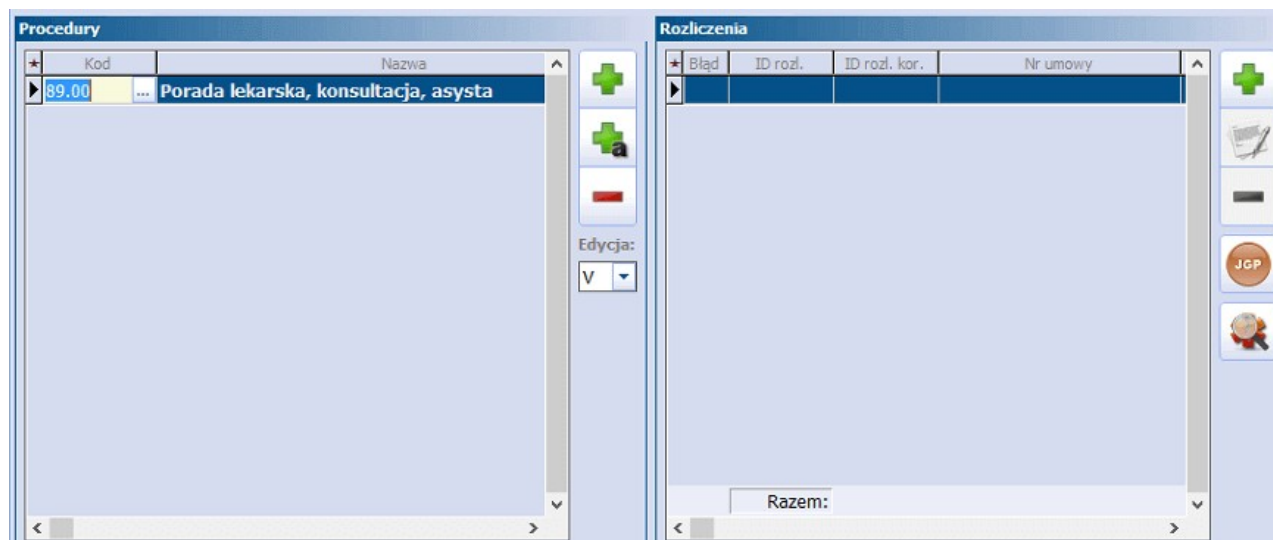 Procedury
Kod Nazwa
89.00 ... Porada lekarska, konsultacja, asysta
a
Edycja:
V
Rozliczenia
Błąd ID rozl. ID rozl. kor. Nr umowy
JGP
Razem: